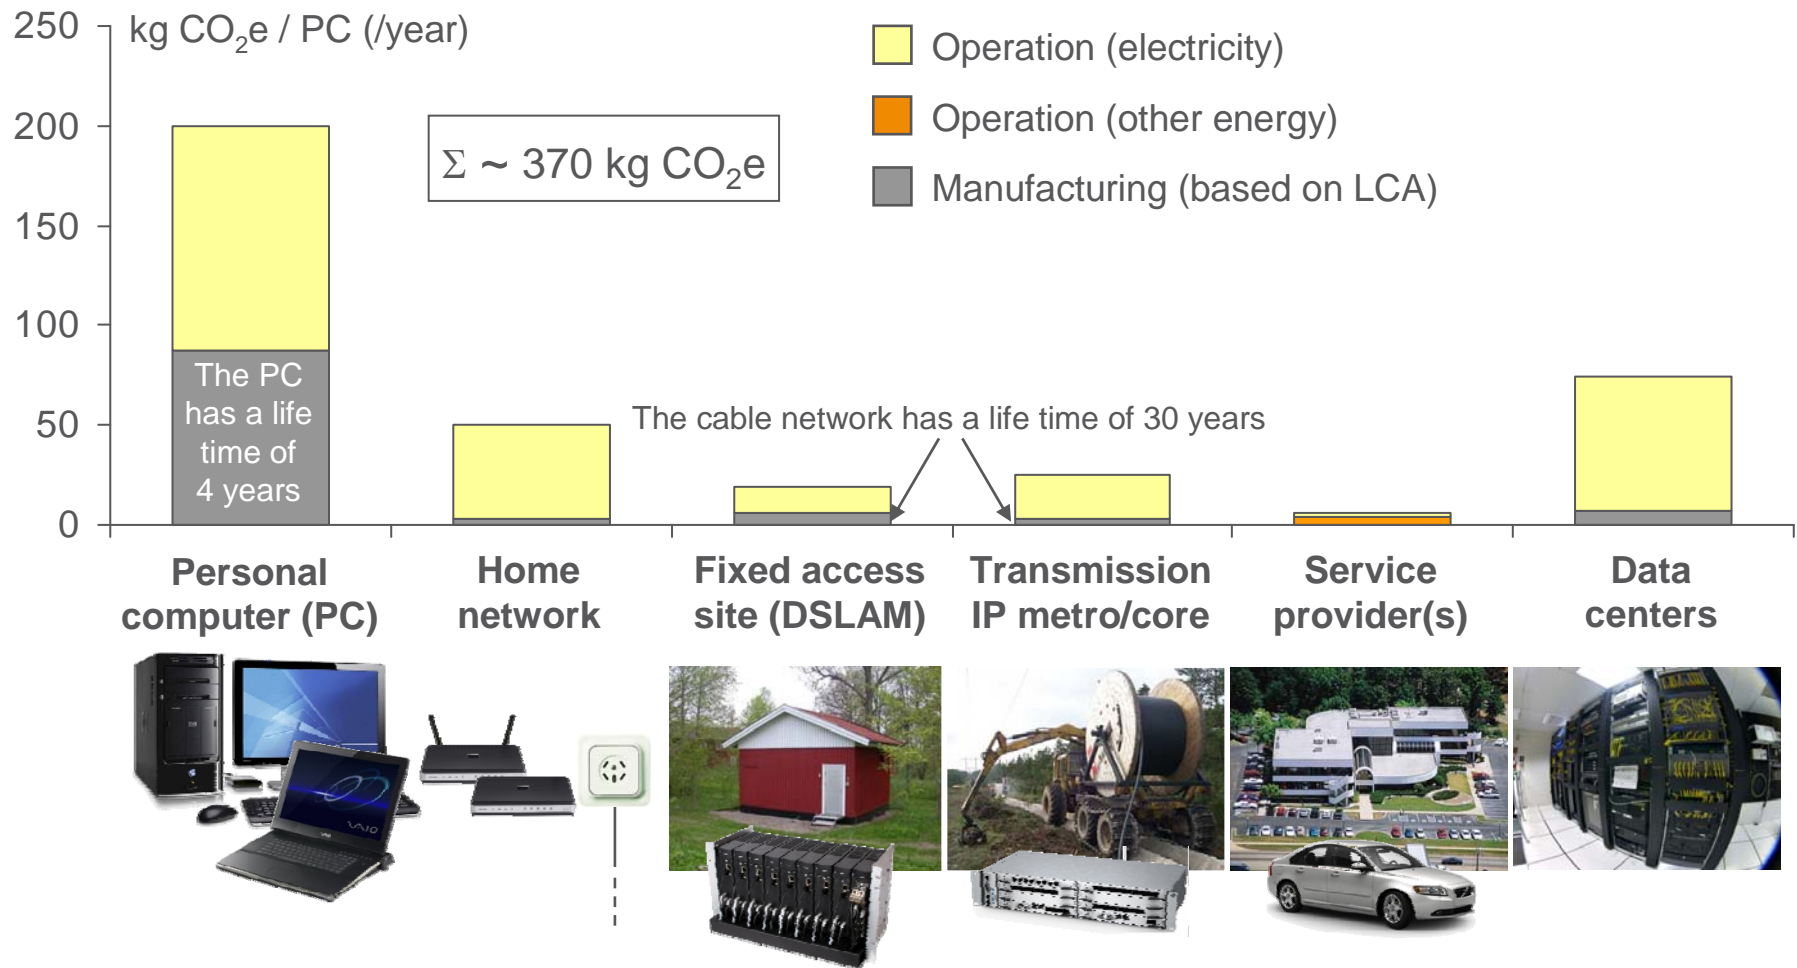 250
kg CO₂e / PC (/year)
200
150
100
50
0
Operation (electricity)
Operation (other energy)
Manufacturing (based on LCA)
Σ ~ 370 kg CO₂e
The PC
has a life
time of
4 years
The cable network has a life time of 30 years
Personal
computer (PC)
Home
network
Fixed access
site (DSLAM)
Transmission
IP metro/core
Service
provider(s)
Data
centers
VAIO